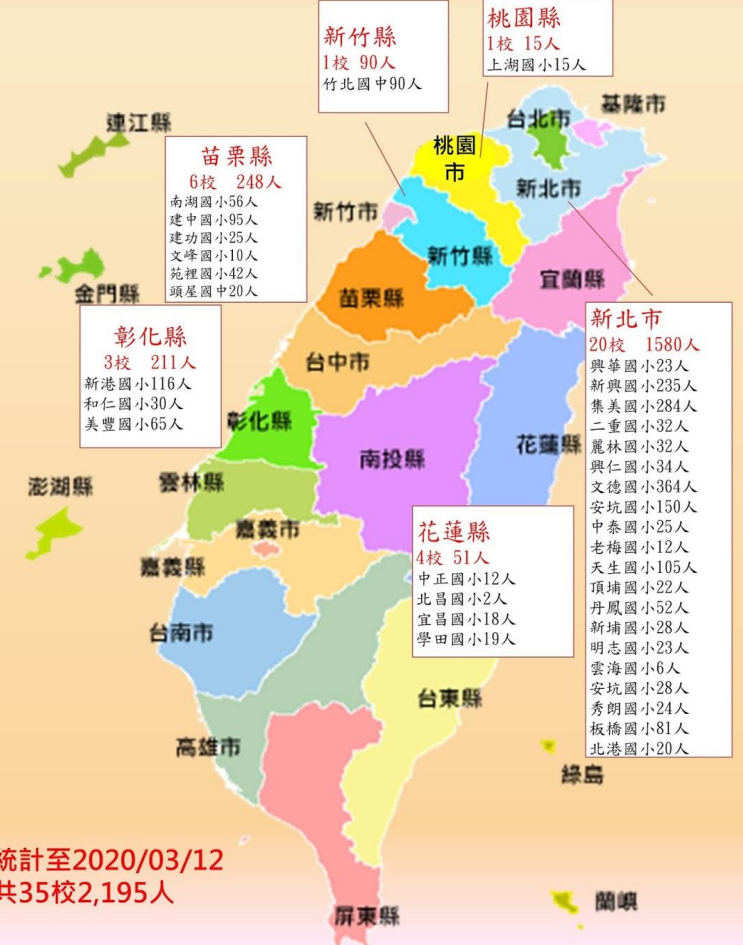 新竹縣
1校 90人
竹北國中90人
桃園縣
1校 15人
上湖國小15人
連江縣
基隆市
台北市
桃園市
新北市
苗栗縣
6校 248人
南湖國小56人
建中國小95人
建功國小25人
文峰國小10人
苑裡國小42人
頭屋國中20人
新竹市
新竹縣
宜蘭縣
金門縣
苗栗縣
彰化縣
3校 211人
新港國小116人
和仁國小30人
美豐國小65人
台中市
新北市
20校 1580人
興華國小23人
新興國小235人
集美國小284人
二重國小32人
麗林國小32人
興仁國小34人
文德國小364人
安坑國小150人
中泰國小25人
老梅國小12人
天生國小105人
頂埔國小22人
丹鳳國小52人
新埔國小28人
明志國小23人
雲海國小6人
安坑國小28人
秀朗國小24人
板橋國小81人
北港國小20人
彰化縣
南投縣
花蓮縣
澎湖縣
雲林縣
嘉義市
嘉義縣
花蓮縣
4校 51人
中正國小12人
北昌國小2人
宜昌國小18人
學田國小19人
台南市
台東縣
高雄市
綠島
統計至2020/03/12
共35校2,195人
屏東縣
蘭嶼